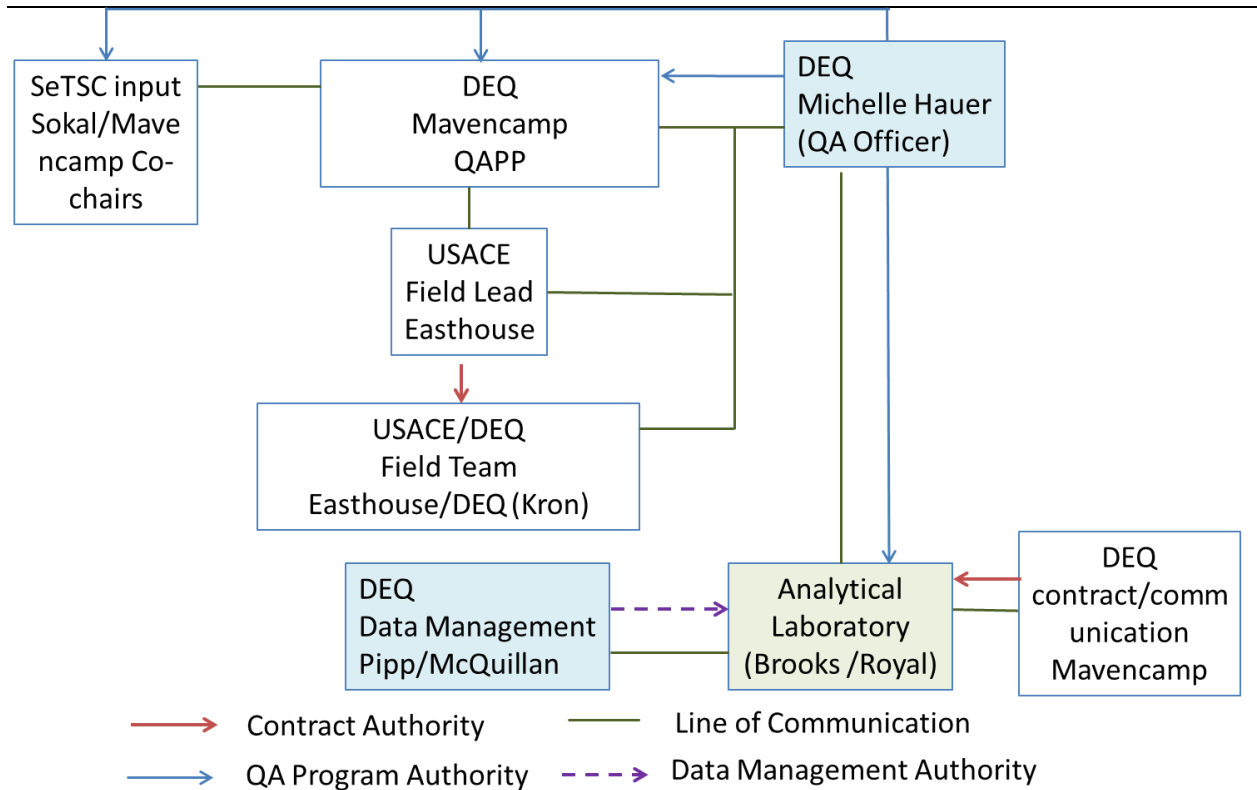 SeTSC input
Sokal/Mave
ncamp Co-
chairs
DEQ
Mavencamp
QAPP
DEQ
Michelle Hauer
(QA Officer)
USACE
Field Lead
Easthouse
USACE/DEQ
Field Team
Easthouse/DEQ (Kron)
DEQ
Data Management
Pipp/McQuillan
Analytical
Laboratory
(Brooks /Royal)
DEQ
contract/comm
unication
Mavencamp
Contract Authority
Line of Communication
QA Program Authority
Data Management Authority